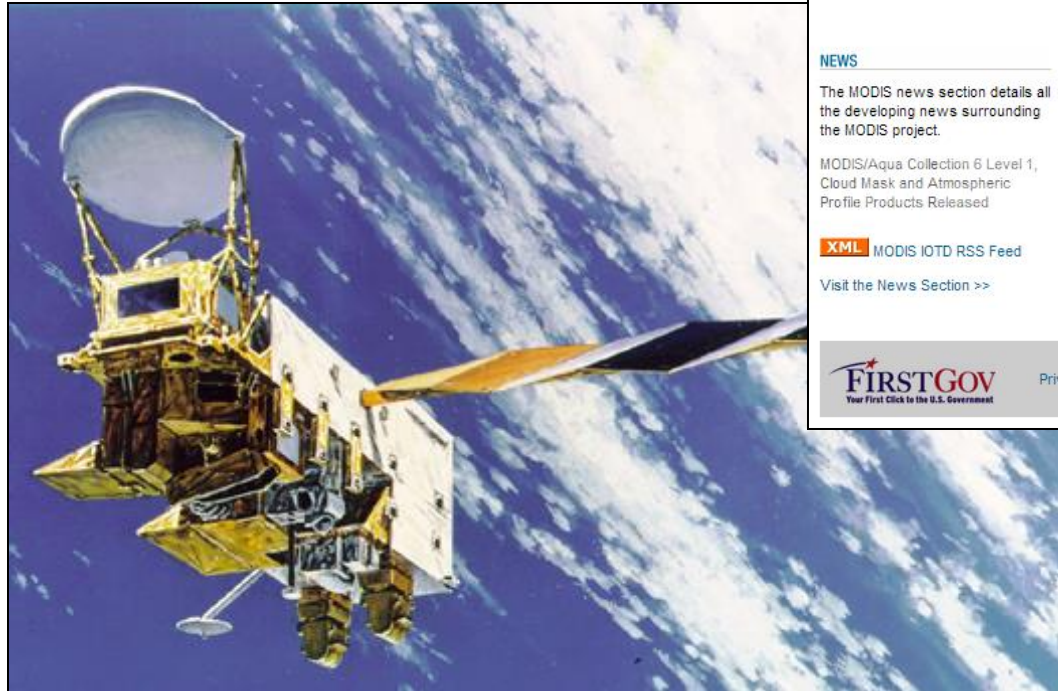 NEWS
The MODIS news section details all
the developing news surrounding
the MODIS project.
MODIS/Aqua Collection 6 Level 1,
Cloud Mask and Atmospheric
Profile Products Released
XML MODIS IOTD RSS Feed
Visit the News Section >>
FIRSTGOV
Your First Click to the U.S. Government